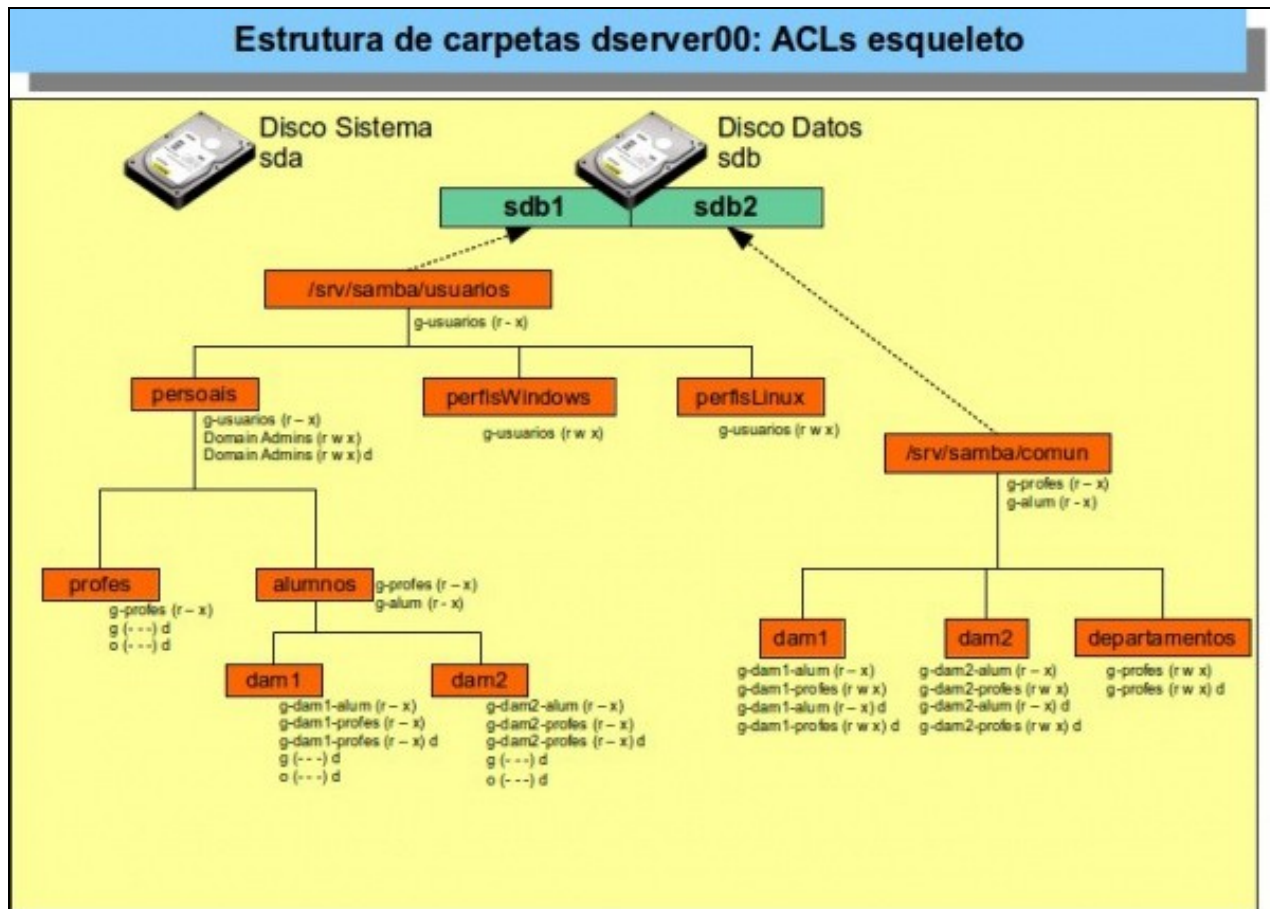 Estrutura de carpetas dserver00: ACLs esqueleto
Disco Sistema
sda
Disco Datos
sdb
sdb1
sdb2
/srv/samba/usuarios
g-usuarios (r - x)
persoais
g-usuarios (r – x)
Domain Admins (r w x)
Domain Admins (r w x) d
perfisWindows
g-usuarios (r w x)
perfisLinux
g-usuarios (r w x)
/srv/samba/comun
g-profes (r – x)
g-alum (r - x)
profes
g-profes (r – x)
g (- - -) d
o (- - -) d
alumnos
g-profes (r – x)
g-alum (r - x)
dam1
g-dam1-alum (r – x)
g-dam1-profes (r – x)
g-dam1-profes (r – x) d
g (- - -) d
o (- - -) d
dam2
g-dam2-alum (r – x)
g-dam2-profes (r – x)
g-dam2-profes (r – x) d
g (- - -) d
o (- - -) d
dam1
g-dam1-alum (r – x)
g-dam1-profes (r w x)
g-dam1-alum (r – x) d
g-dam1-profes (r w x) d
dam2
g-dam2-alum (r – x)
g-dam2-profes (r w x)
g-dam2-alum (r – x) d
g-dam2-profes (r w x) d
departamentos
g-profes (r w x)
g-profes (r w x) d